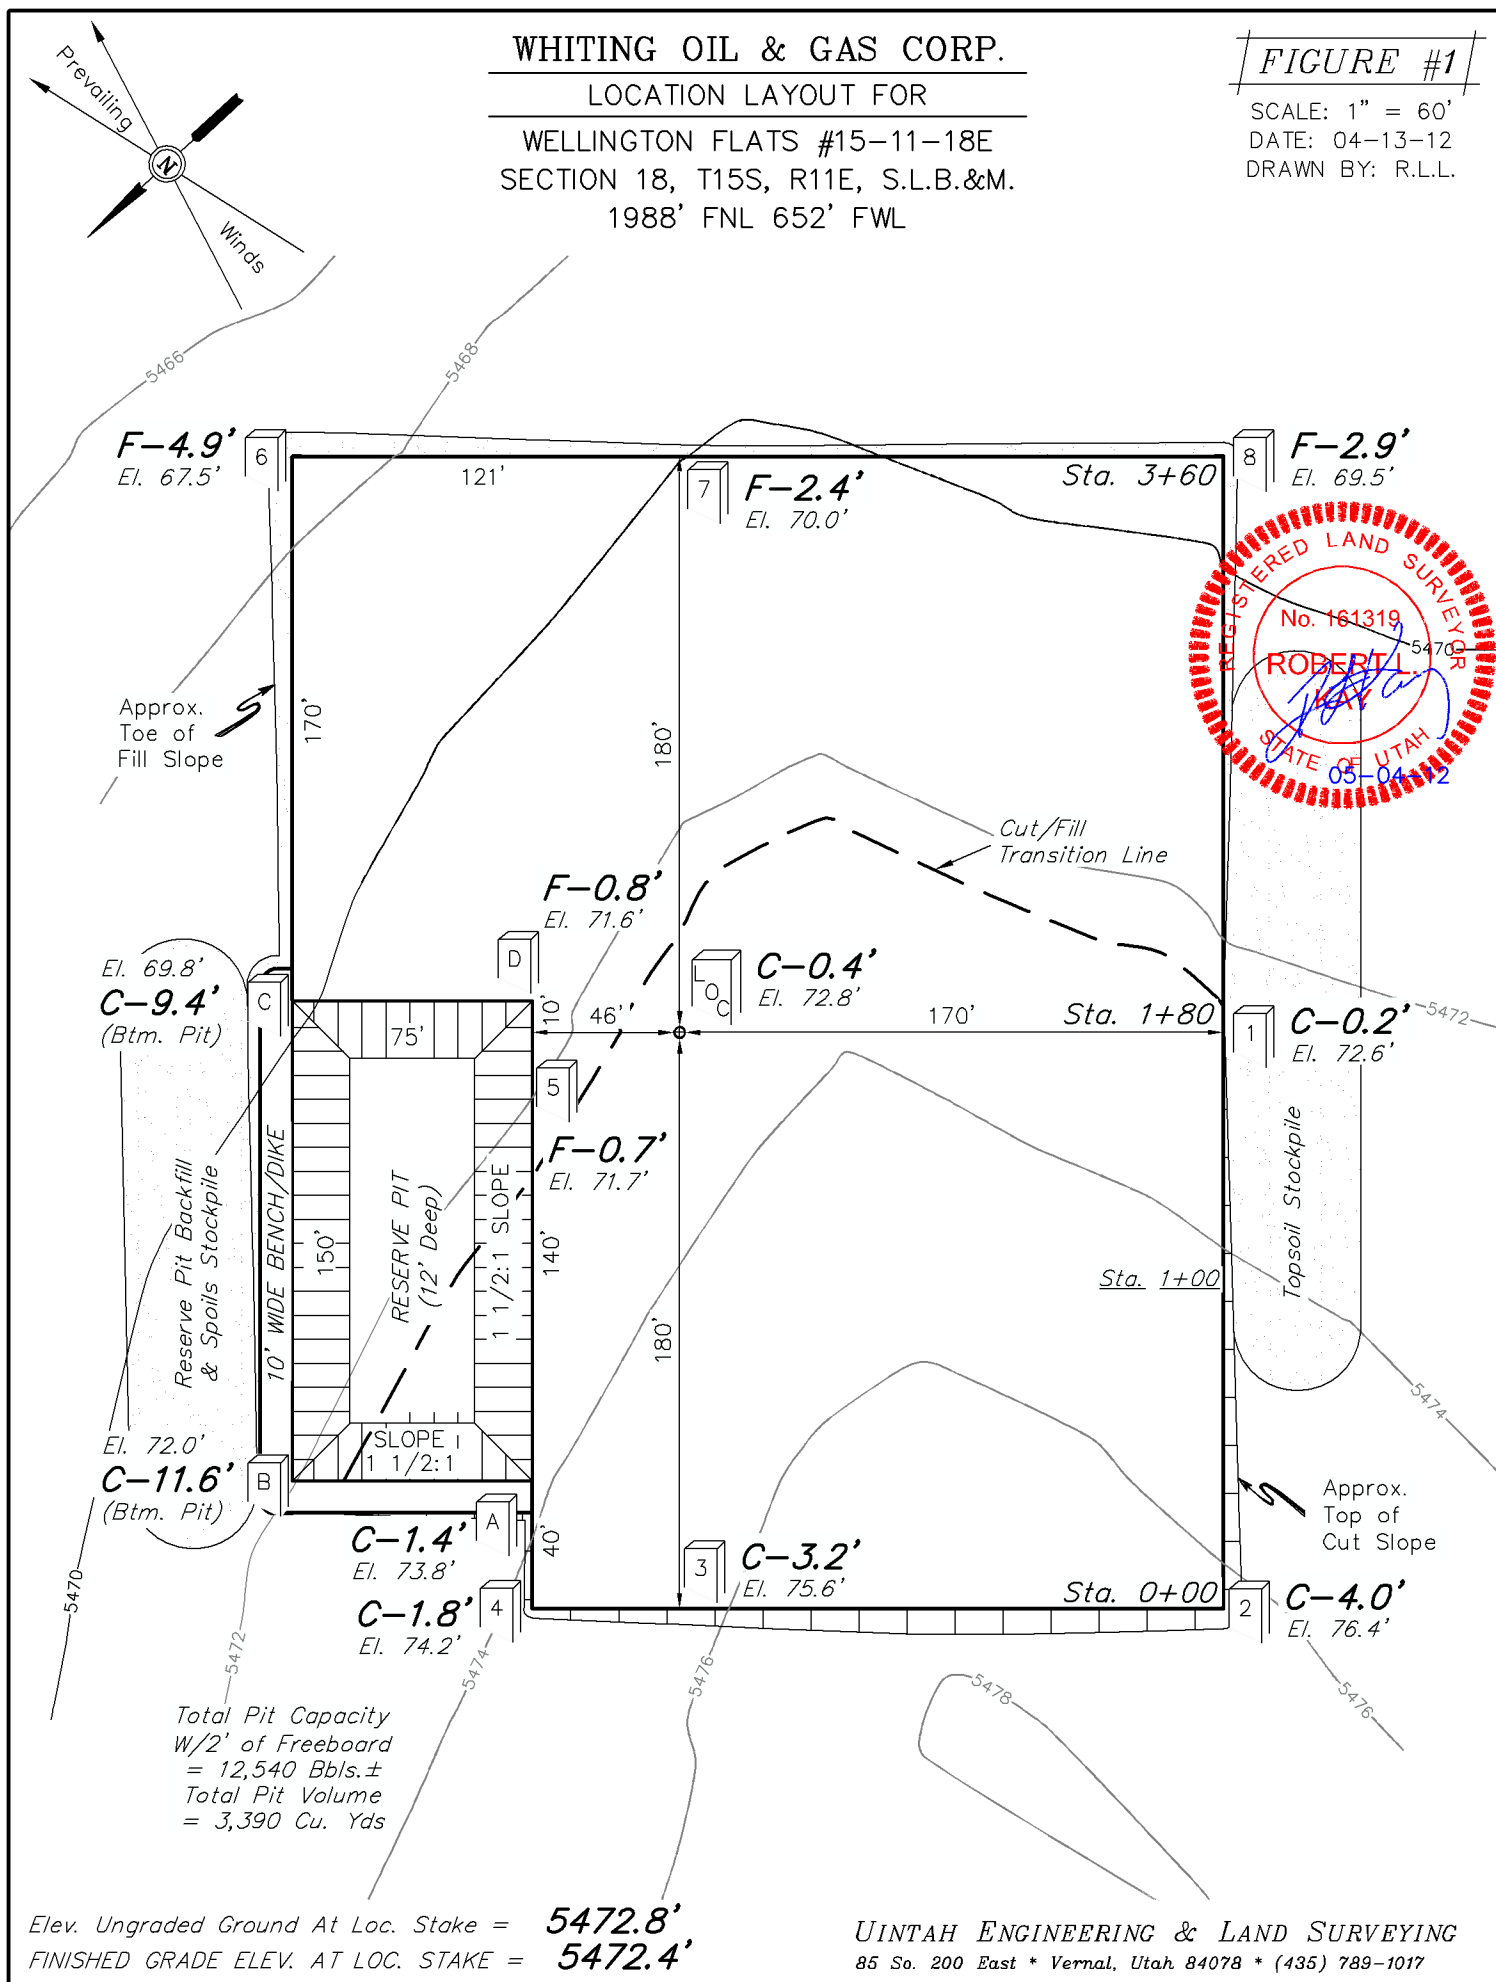 WHITING OIL & GAS CORP.
LOCATION LAYOUT FOR
WELLINGTON FLATS #15-11-18E
SECTION 18, T15S, R11E, S.L.B.&M.
1988' FNL 652' FWL
FIGURE #1
SCALE: 1" = 60'
DATE: 04-13-12
DRAWN BY: R.L.L.
Prevailing
N
Winds
5466
5468
F-4.9'
El. 67.5'
6
121'
7
F-2.4'
El. 70.0'
Sta. 3+60
8
F-2.9'
El. 69.5'
REGISTERED LAND SURVEYOR
No. 161319
ROBERT L.
KAY
STATE OF UTAH
05-04-12
5470
Approx.
Toe of
Fill Slope
170'
180'
Cut/Fill
Transition Line
F-0.8'
El. 71.6'
D
El. 69.8'
C-9.4'
(Btm. Pit)
C
75'
10'
46'
LOC
C-0.4'
El. 72.8'
170'
Sta. 1+80
1
C-0.2'
El. 72.6'
5472
5
F-0.7'
El. 71.7'
Reserve Pit Backfill
& Spoils Stockpile
10' WIDE BENCH/DIKE
150'
RESERVE PIT
(12' Deep)
1 1/2:1 SLOPE
140'
180'
Sta. 1+00
Topsoil Stockpile
5474
El. 72.0'
C-11.6'
(Btm. Pit)
B
SLOPE
1 1/2:1
A
C-1.4'
El. 73.8'
40'
C-1.8'
El. 74.2'
4
3
C-3.2'
El. 75.6'
Sta. 0+00
2
C-4.0'
El. 76.4'
Approx.
Top of
Cut Slope
5470
5472
5474
5476
5478
5476
Total Pit Capacity
W/2' of Freeboard
= 12,540 Bbls.±
Total Pit Volume
= 3,390 Cu. Yds
Elev. Ungraded Ground At Loc. Stake = 5472.8'
FINISHED GRADE ELEV. AT LOC. STAKE = 5472.4'
UINTAH ENGINEERING & LAND SURVEYING
85 So. 200 East * Vernal, Utah 84078 * (435) 789-1017